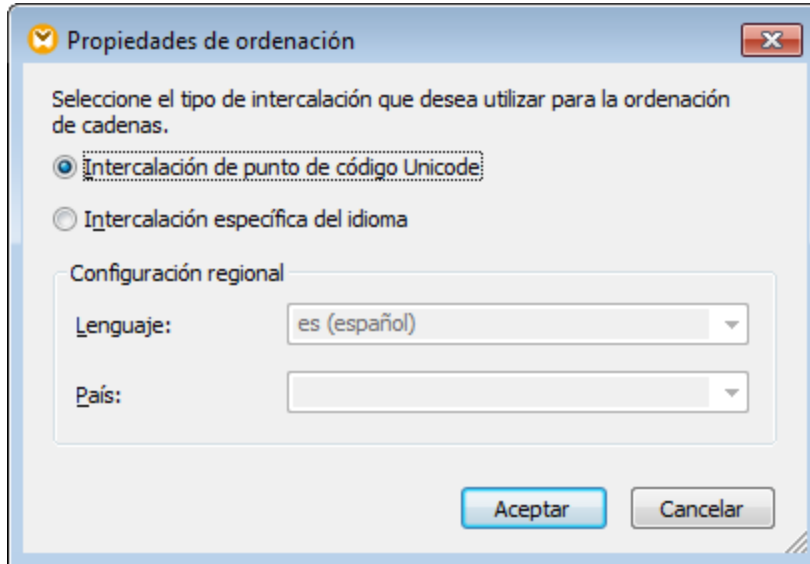 Propiedades de ordenación
Seleccione el tipo de intercalación que desea utilizar para la ordenación
de cadenas.
Intercalación de punto de código Unicode
Intercalación específica del idioma
Configuración regional
Lenguaje:
es (español)
País:
Aceptar
Cancelar